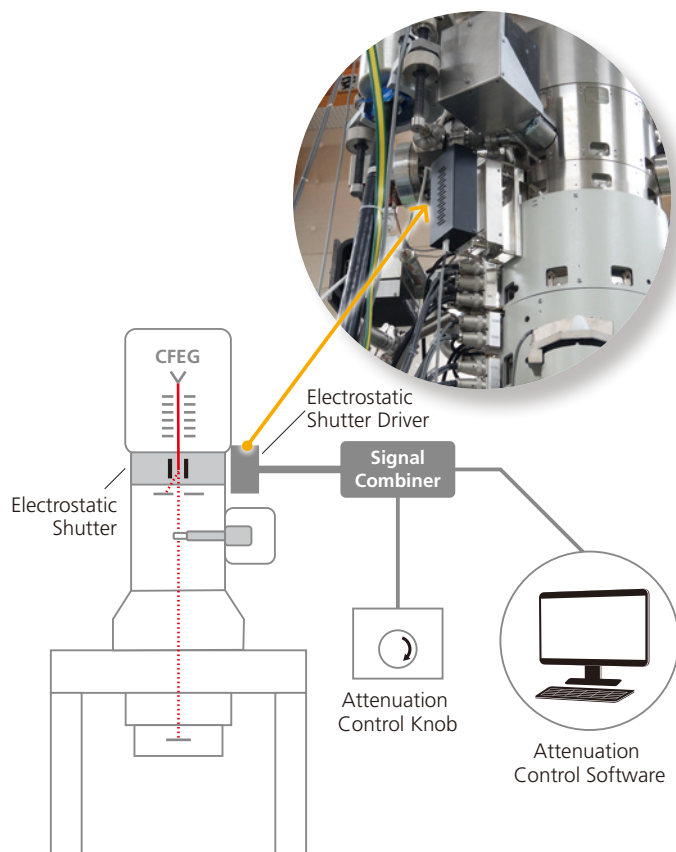 CFEG
Electrostatic
Shutter Driver
Signal
Combiner
Electrostatic
Shutter
Attenuation
Control Knob
Attenuation
Control Software